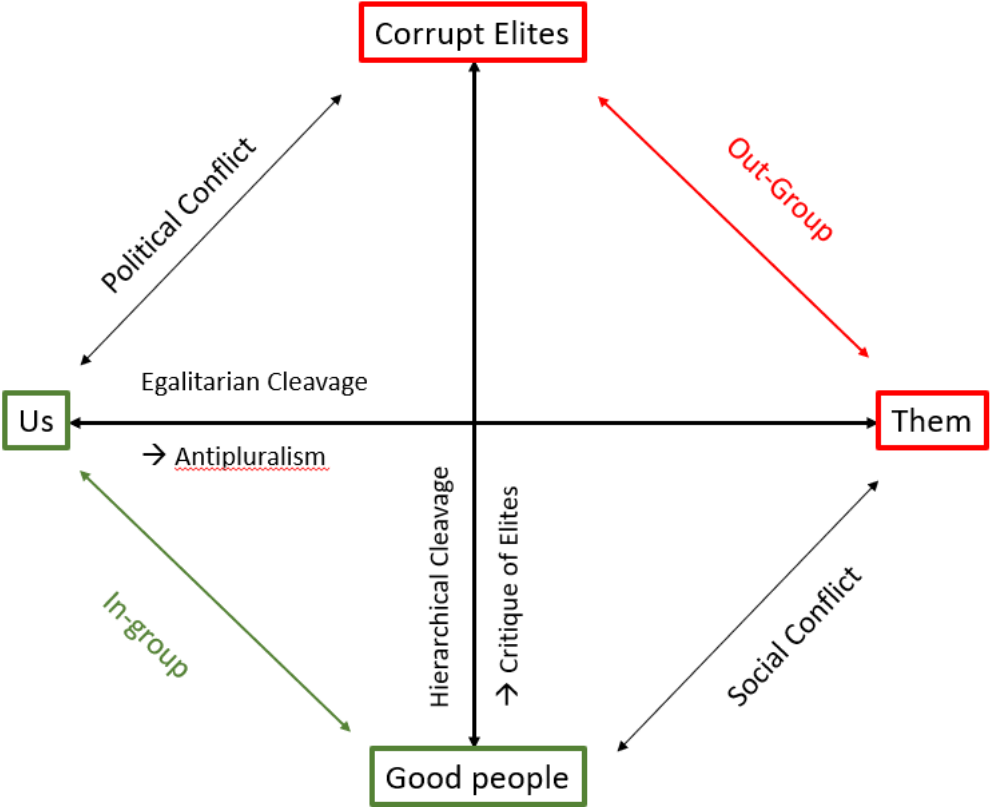 Corrupt Elites
Political Conflict
Out-Group
Egalitarian Cleavage
Us
Them
→ Antipluralism
Hierarchical Cleavage
→ Critique of Elites
In-group
Social Conflict
Good people